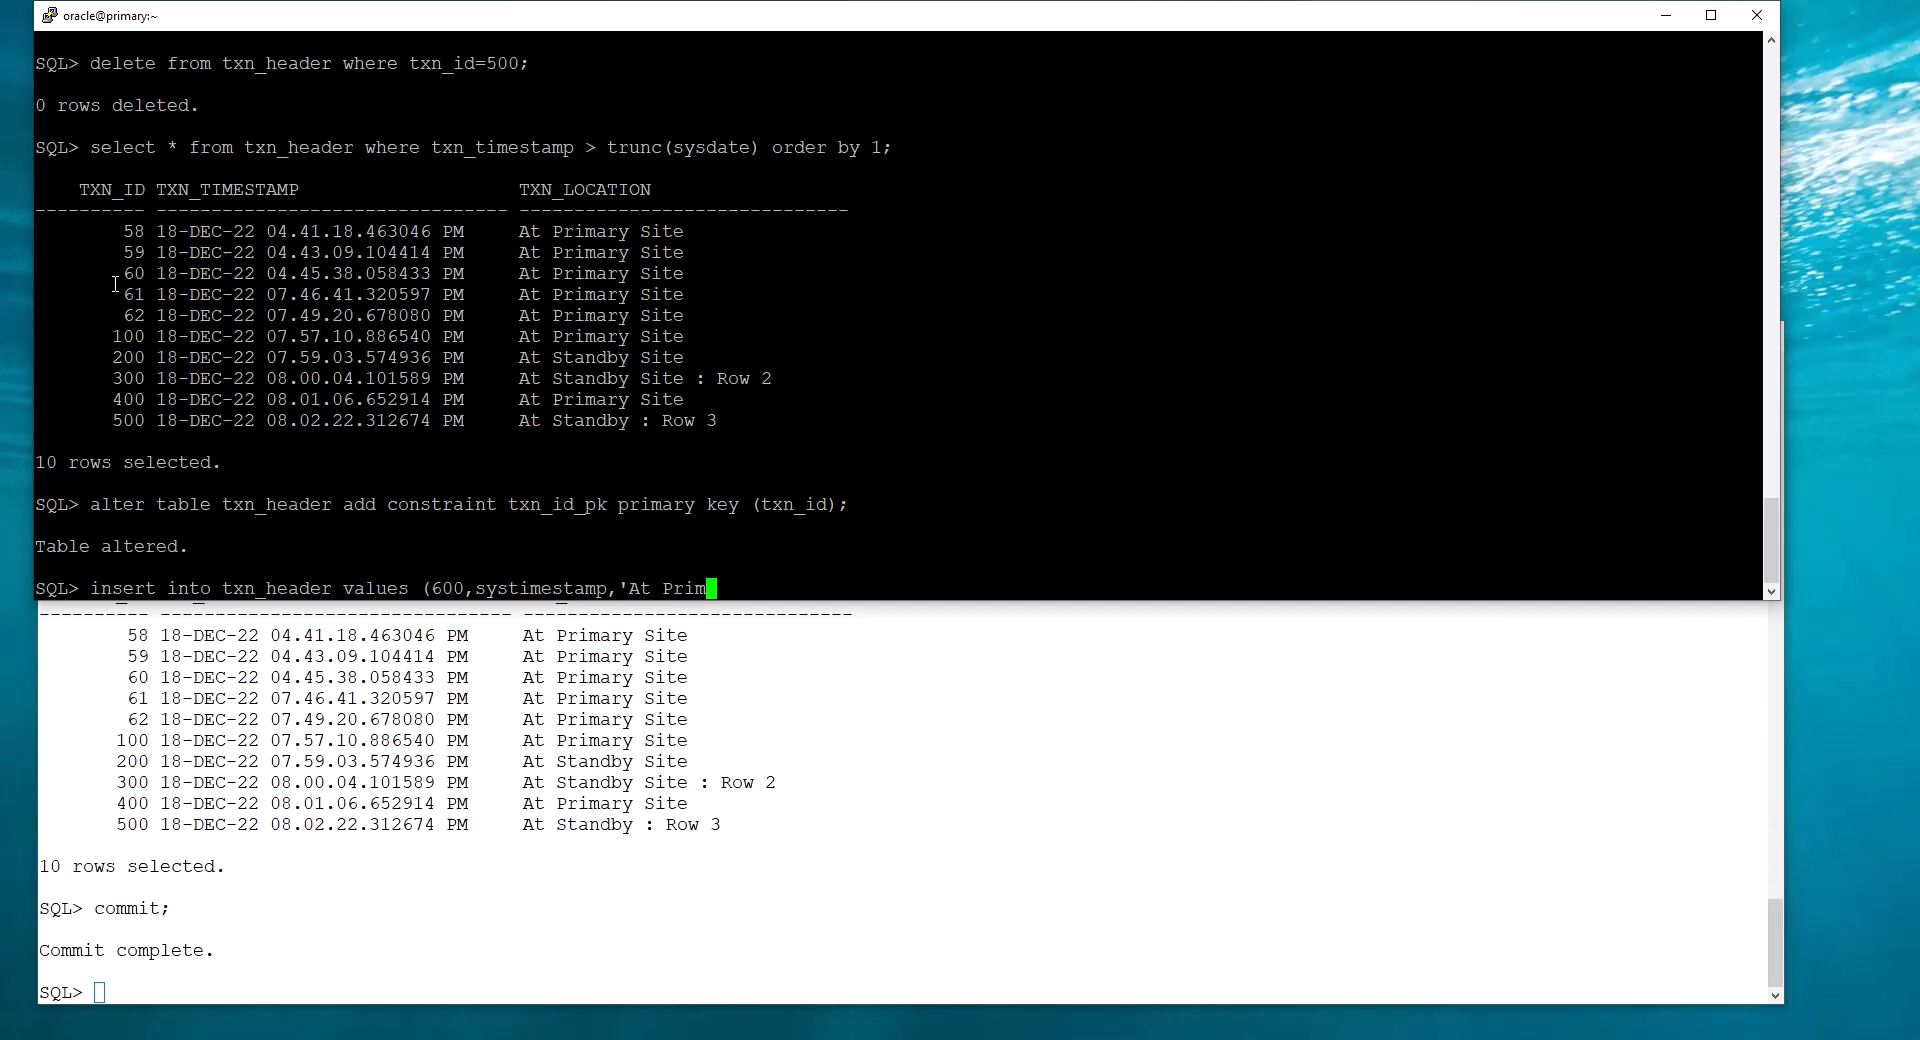 oracle@primary:~
SQL> delete from txn_header where txn_id=500;
0 rows deleted.
SQL> select * from txn_header where txn_timestamp > trunc(sysdate) order by 1;
TXN_ID TXN_TIMESTAMP TXN_LOCATION
---------- -------------------------------- ------------------------------
58 18-DEC-22 04.41.18.463046 PM At Primary Site
59 18-DEC-22 04.43.09.104414 PM At Primary Site
60 18-DEC-22 04.45.38.058433 PM At Primary Site
61 18-DEC-22 07.46.41.320597 PM At Primary Site
62 18-DEC-22 07.49.20.678080 PM At Primary Site
100 18-DEC-22 07.57.10.886540 PM At Primary Site
200 18-DEC-22 07.59.03.574936 PM At Standby Site
300 18-DEC-22 08.00.04.101589 PM At Standby Site : Row 2
400 18-DEC-22 08.01.06.652914 PM At Primary Site
500 18-DEC-22 08.02.22.312674 PM At Standby : Row 3
10 rows selected.
SQL> alter table txn_header add constraint txn_id_pk primary key (txn_id);
Table altered.
SQL> insert into txn_header values (600,systimestamp,'At Prim
---------- -------------------------------- ------------------------------
58 18-DEC-22 04.41.18.463046 PM At Primary Site
59 18-DEC-22 04.43.09.104414 PM At Primary Site
60 18-DEC-22 04.45.38.058433 PM At Primary Site
61 18-DEC-22 07.46.41.320597 PM At Primary Site
62 18-DEC-22 07.49.20.678080 PM At Primary Site
100 18-DEC-22 07.57.10.886540 PM At Primary Site
200 18-DEC-22 07.59.03.574936 PM At Standby Site
300 18-DEC-22 08.00.04.101589 PM At Standby Site : Row 2
400 18-DEC-22 08.01.06.652914 PM At Primary Site
500 18-DEC-22 08.02.22.312674 PM At Standby : Row 3
10 rows selected.
SQL> commit;
Commit complete.
SQL>